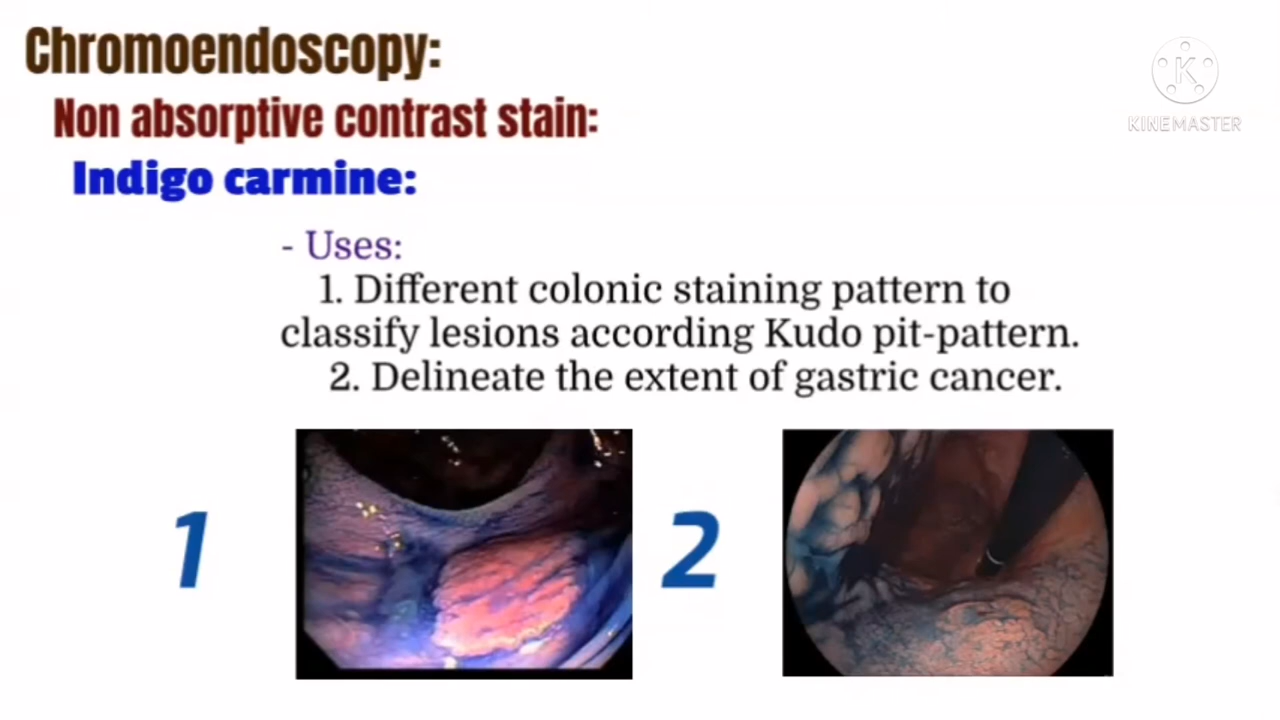 Chromoendoscopy:
Non absorptive contrast stain:
Indigo carmine:
- Uses:
1. Different colonic staining pattern to
classify lesions according Kudo pit-pattern.
2. Delineate the extent of gastric cancer.
1
2
K
KINEMASTER